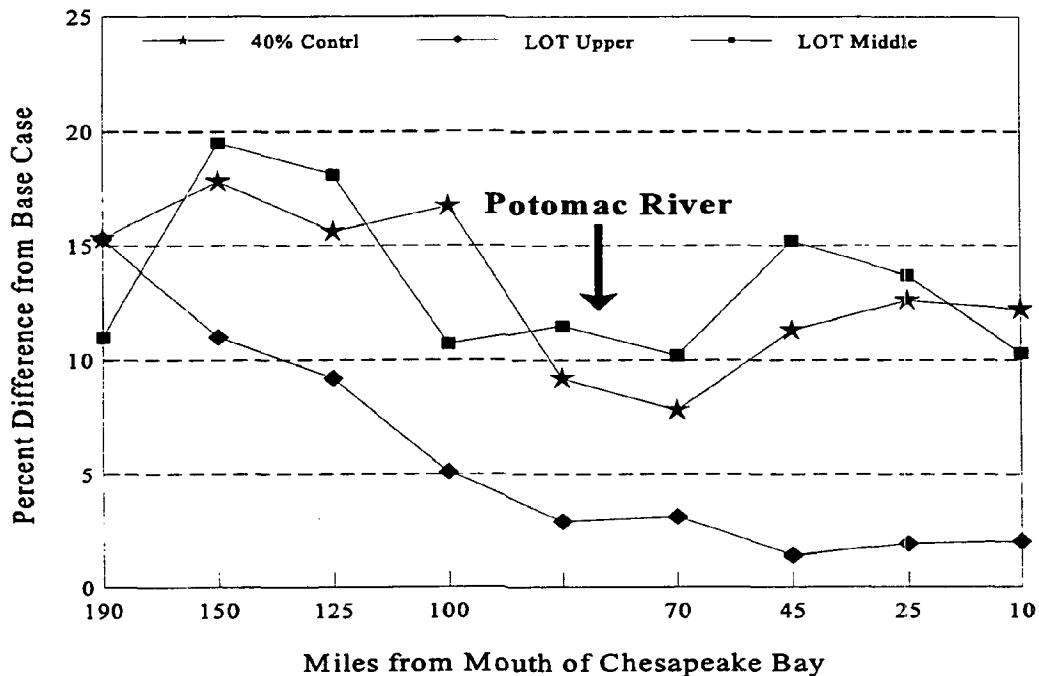 25
40% Contrl LOT Upper LOT Middle
20
Potomac River
15
10
5
0
Percent Difference from Base Case
190 150 125 100 70 45 25 10
Miles from Mouth of Chesapeake Bay